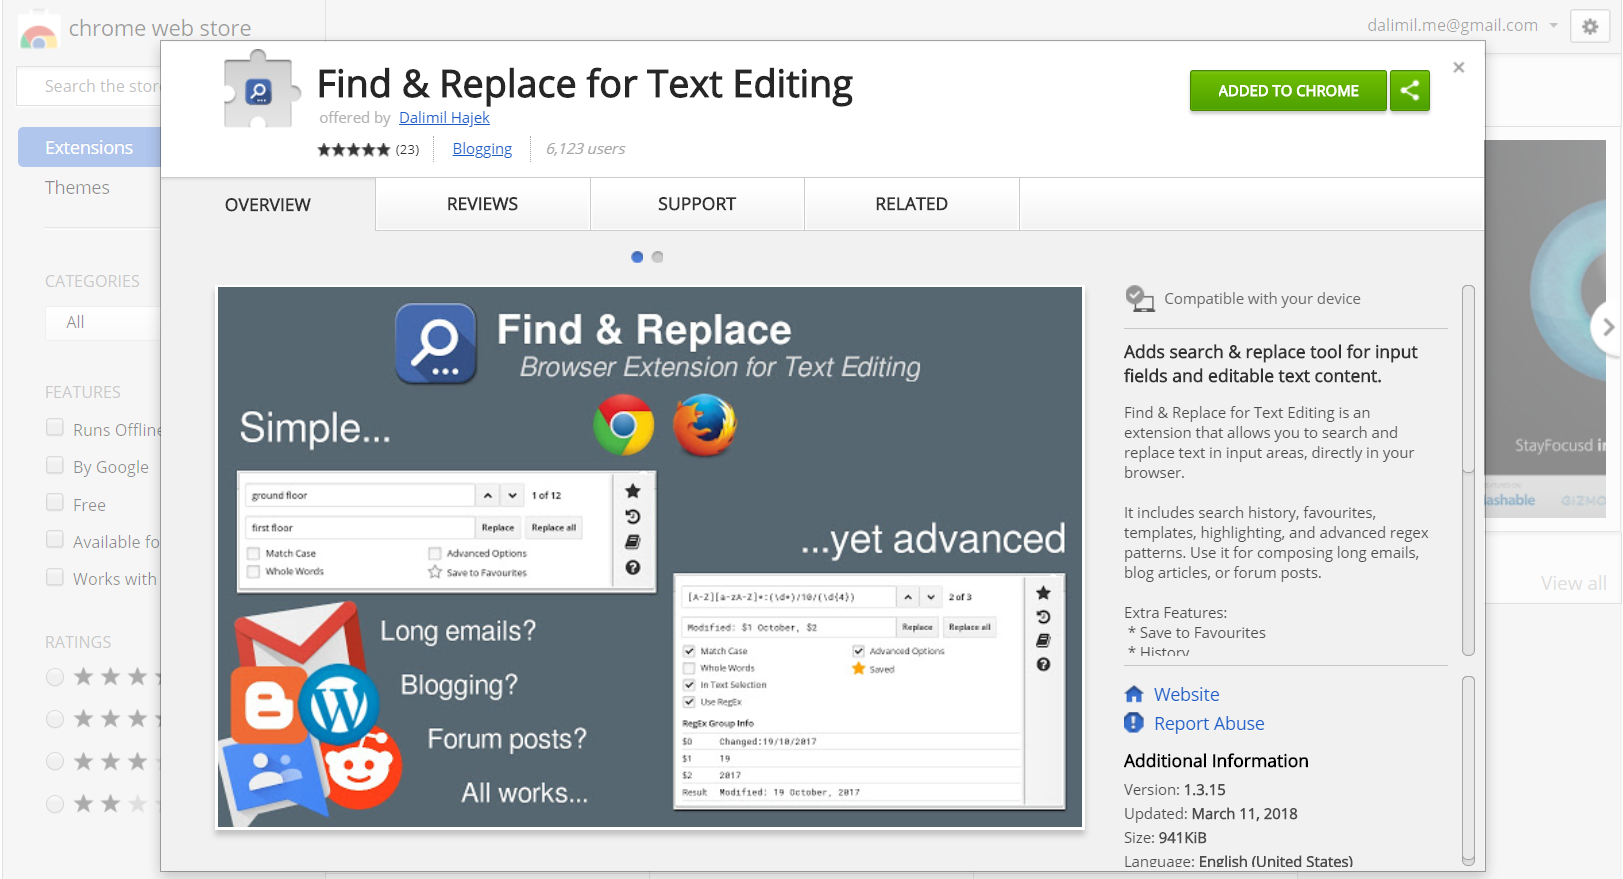 chrome web store
dalimil.me@gmail.com
Search the store
Extensions
Themes
CATEGORIES
All
FEATURES
Runs Offline
By Google
Free
Available fo
Works with
RATINGS
Find & Replace for Text Editing
offered by Dalimil Hajek
(23)
Blogging
6,123 users
ADDED TO CHROME
OVERVIEW
REVIEWS
SUPPORT
RELATED
Find & Replace
Browser Extension for Text Editing
Simple...
ground floor
1 of 12
first floor
Replace
Replace all
Match Case
Advanced Options
Whole Words
Save to Favourites
...yet advanced
[A-Z][a-zA-Z]*:(\d*)/10/(\d{4})
2 of 3
Modified: $1 October, $2
Replace
Replace all
Match Case
Advanced Options
Whole Words
Saved
In Text Selection
Use RegEx
RegEx Group Info
$0 Changed:19/10/2017
$1 19
$2 2017
Result Modified: 19 October, 2017
Long emails?
Blogging?
Forum posts?
All works...
Compatible with your device
Adds search & replace tool for input
fields and editable text content.
Find & Replace for Text Editing is an
extension that allows you to search and
replace text in input areas, directly in your
browser.
It includes search history, favourites,
templates, highlighting, and advanced regex
patterns. Use it for composing long emails,
blog articles, or forum posts.
Extra Features:
* Save to Favourites
* History
Website
Report Abuse
Additional Information
Version: 1.3.15
Updated: March 11, 2018
Size: 941KiB
Language: English (United States)
StayFocusd in
ashable
GIZMO
View all